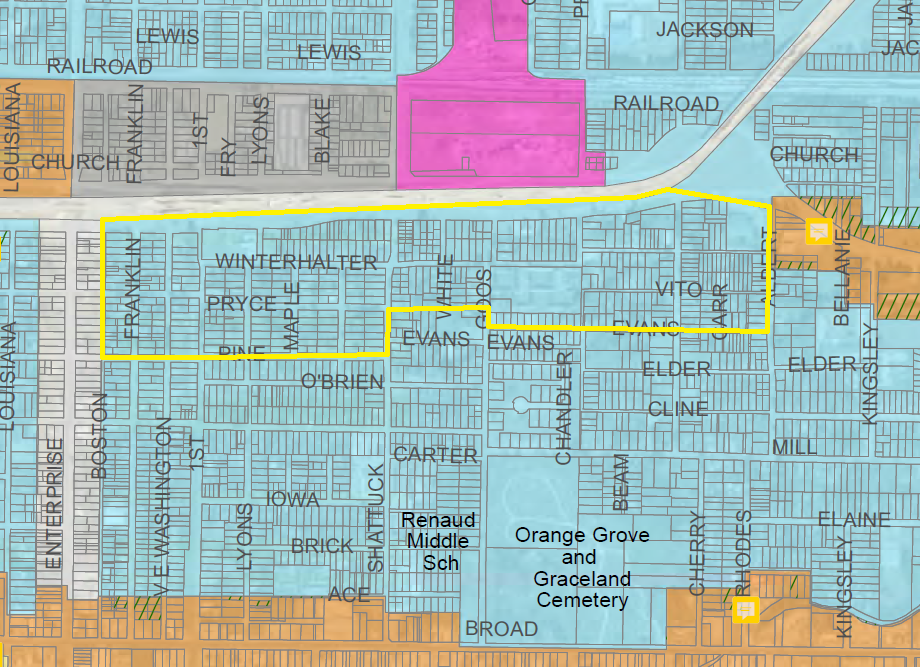 LEWIS
LEWIS
JACKSON
JAC
RAILROAD
RAILROAD
LOUISIANA
FRANKLIN
1ST
FRY
LYONS
BLAKE
CHURCH
CHURCH
FRANKLIN
WINTERHALTER
WHITE
GOOS
ALBERT
BELLANE
VITO
CARR
PRYCE
MAPLE
EVANS
EVANS
EVANS
PINE
LOUISIANA
O'BRIEN
CHANDLER
ELDER
ELDER
KINGSLEY
CLINE
ENTERPRISE
BOSTON
V E WASHINGTON
1ST
CARTER
MILL
SHATTUCK
BEAM
IOWA
LYONS
BRICK
Renaud
Middle
Sch
Orange Grove
and
Graceland
Cemetery
CHERRY
RHODES
ELAINE
KINGSLEY
ACE
BROAD